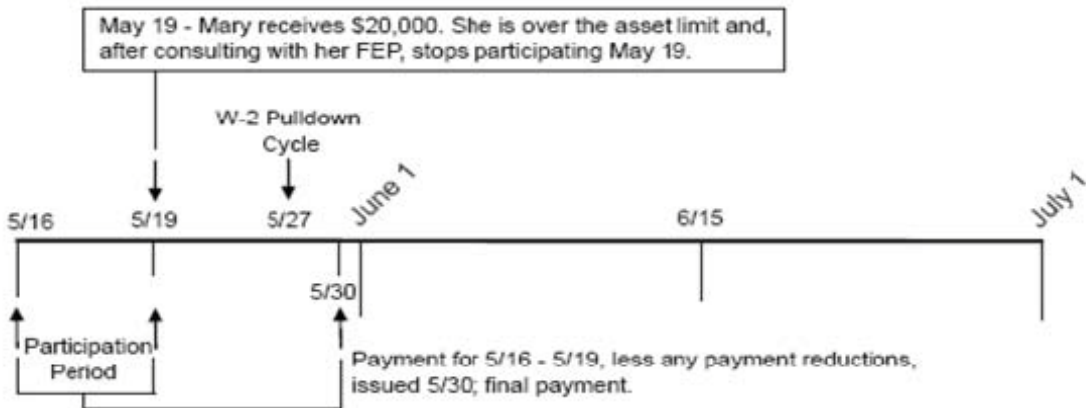 May 19 - Mary receives $20,000. She is over the asset limit and,
after consulting with her FEP, stops participating May 19.
W-2 Pulldown
Cycle
5/16
5/19
5/27
June 1
6/15
July 1
5/30
Participation
Period
Payment for 5/16 - 5/19, less any payment reductions,
issued 5/30; final payment.